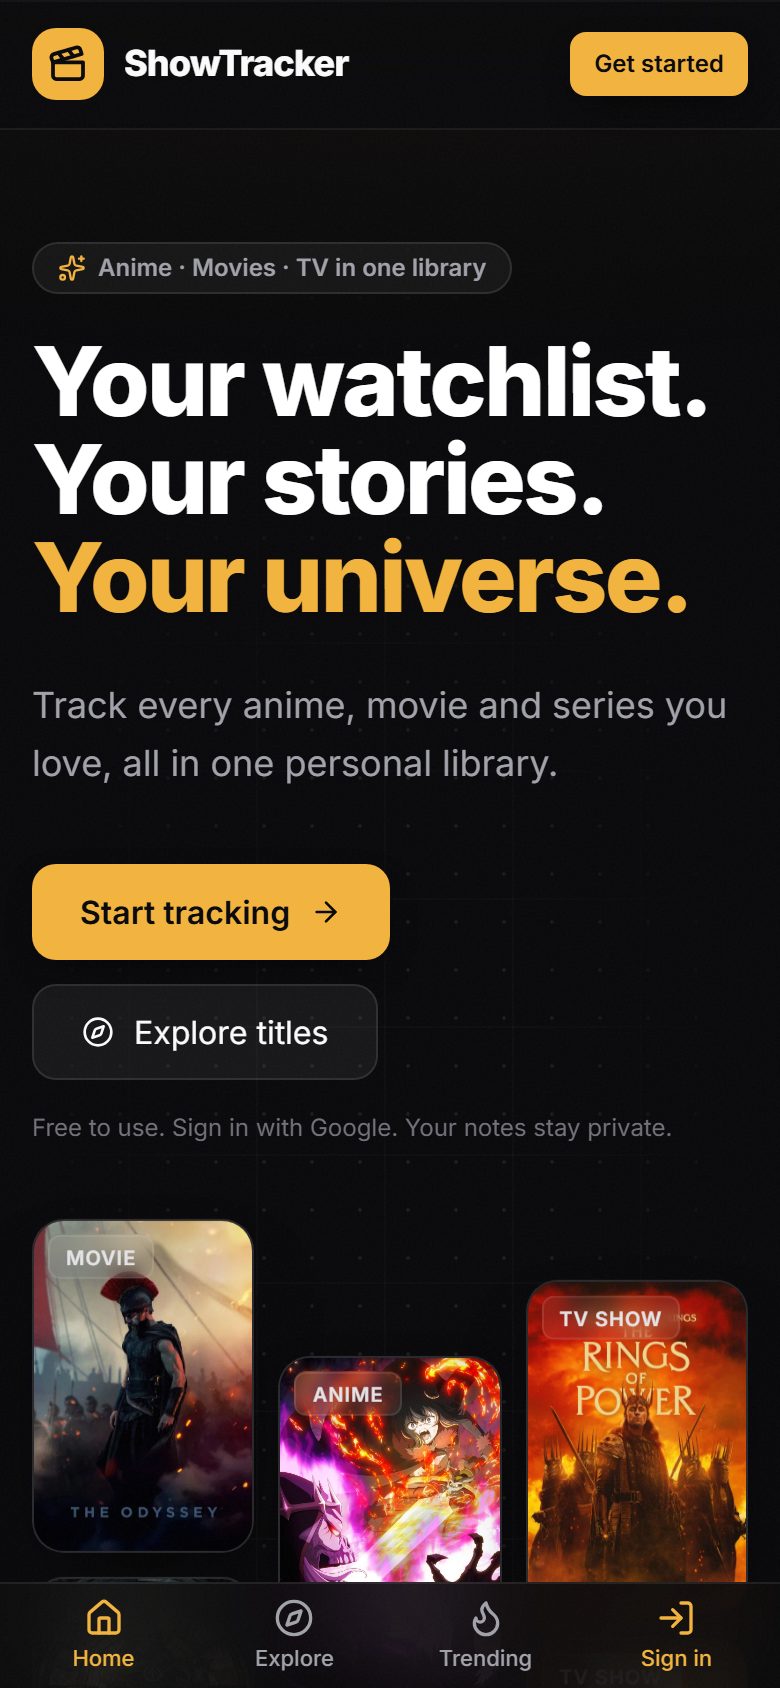 ShowTracker
Get started
Anime · Movies · TV in one library
Your watchlist.
Your stories.
Your universe.
Track every anime, movie and series you
love, all in one personal library.
Start tracking
Explore titles
Free to use. Sign in with Google. Your notes stay private.
MOVIE
THE ODYSSEY
ANIME
TV SHOW
THE
RINGS
OF
POWER
Home
Explore
Trending
Sign in
TV SHOW